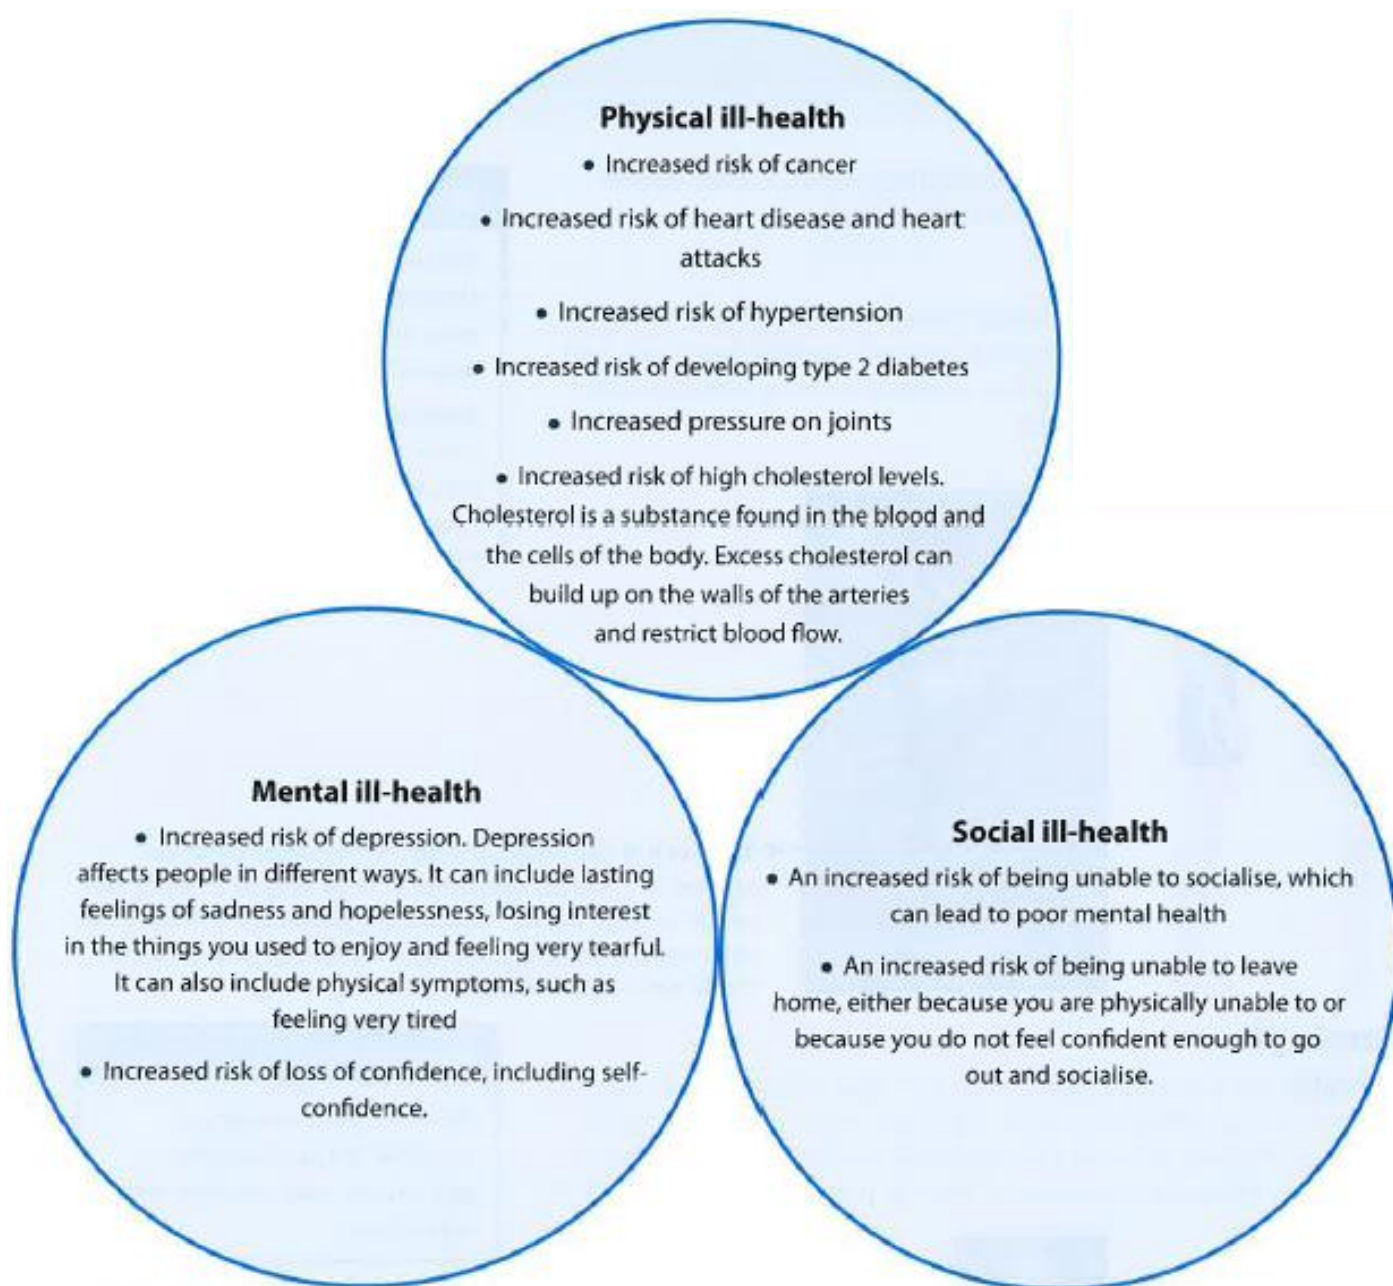 Physical ill-health
• Increased risk of cancer
• Increased risk of heart disease and heart
attacks
• Increased risk of hypertension
• Increased risk of developing type 2 diabetes
• Increased pressure on joints
• Increased risk of high cholesterol levels.
Cholesterol is a substance found in the blood and
the cells of the body. Excess cholesterol can
build up on the walls of the arteries
and restrict blood flow.
Mental ill-health
• Increased risk of depression. Depression
affects people in different ways. It can include lasting
feelings of sadness and hopelessness, losing interest
in the things you used to enjoy and feeling very tearful.
It can also include physical symptoms, such as
feeling very tired
• Increased risk of loss of confidence, including self-
confidence.
Social ill-health
• An increased risk of being unable to socialise, which
can lead to poor mental health
• An increased risk of being unable to leave
home, either because you are physically unable to or
because you do not feel confident enough to go
out and socialise.